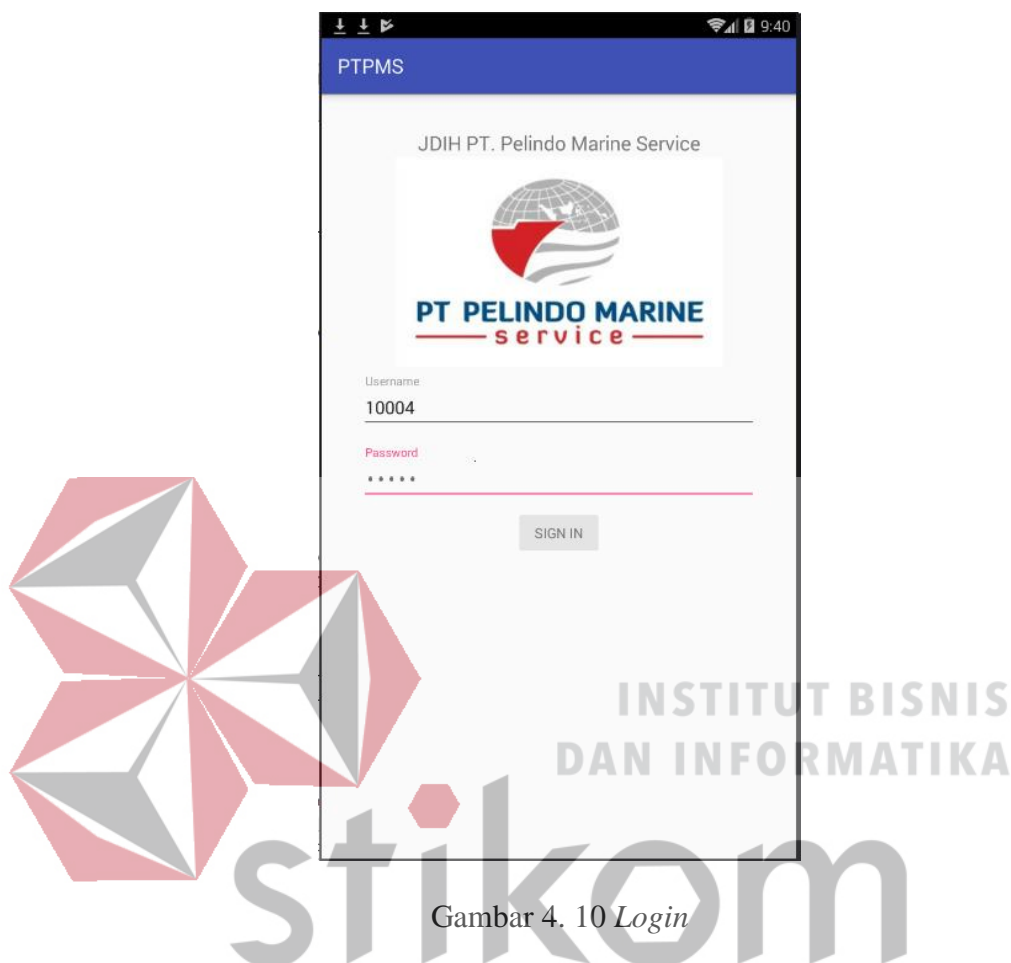 9:40
PTPMS
JDIH PT. Pelindo Marine Service
PT PELINDO MARINE
service
Username
10004
Password
•••••
SIGN IN
INSTITUT BISNIS
DAN INFORMATIKA
stikom
Gambar 4. 10 Login